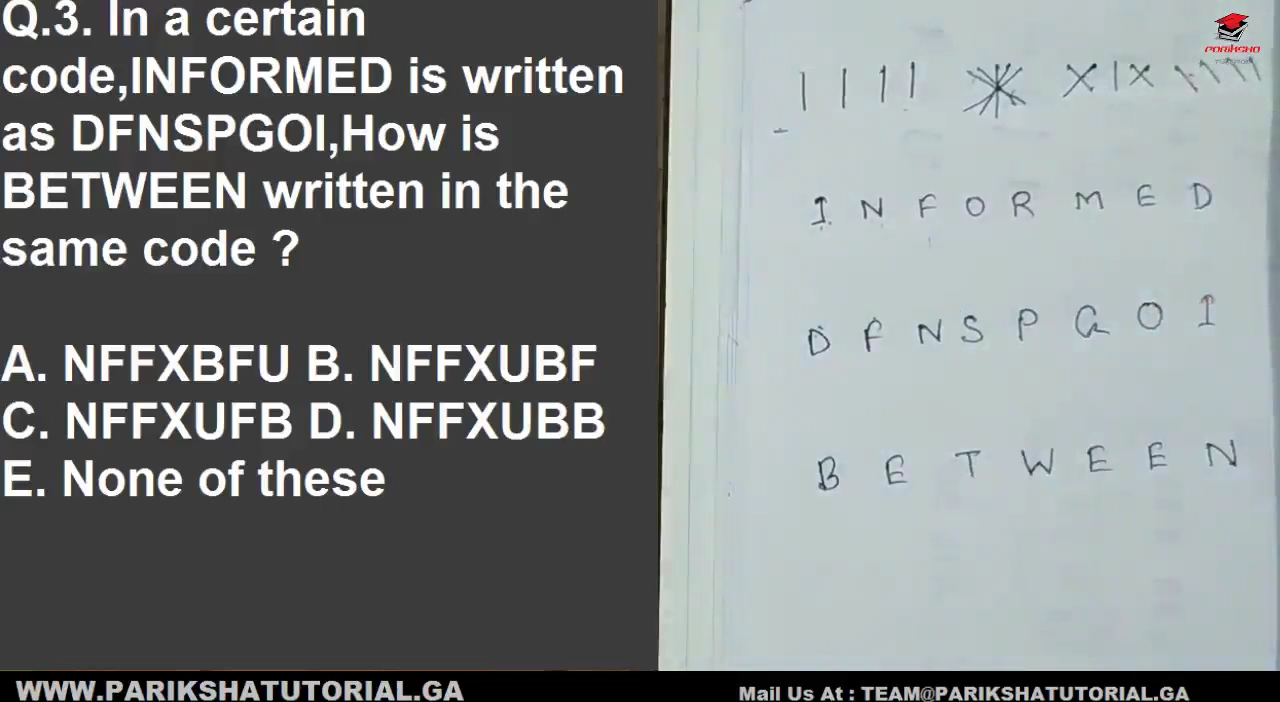 Q.3. In a certain
code,INFORMED is written
as DFNSPGOI,How is
BETWEEN written in the
same code ?
A. NFFXBFU B. NFFXUBF
C. NFFXUFB D. NFFXUBB
E. None of these
PARIKSHA
I N F O R M E D
D F N S P G O I
B E T W E E N
WWW.PARIKSHATUTORIAL.GA
Mail Us At : TEAM@PARIKSHATUTORIAL.GA